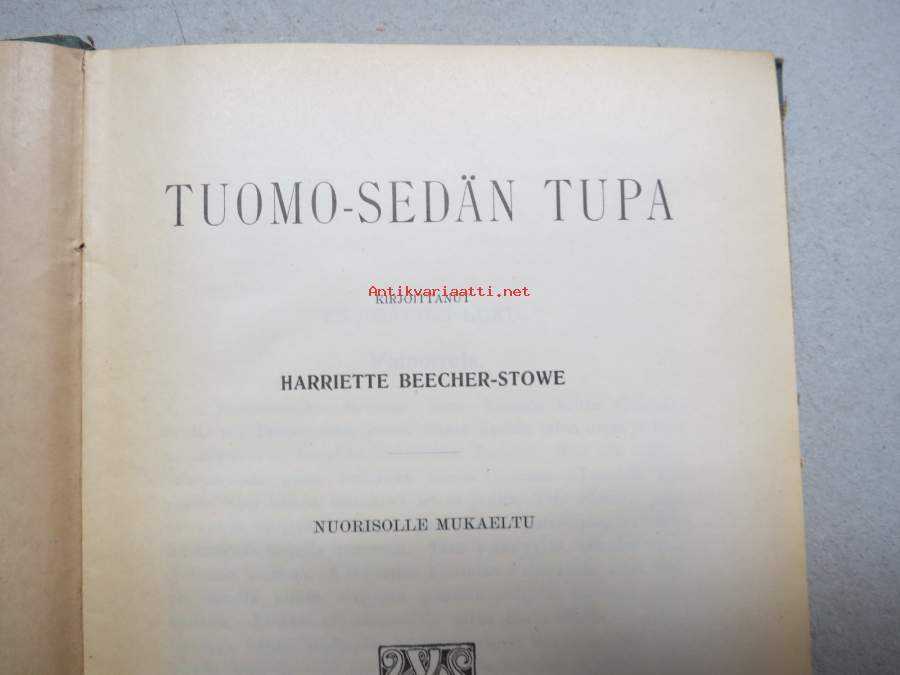 TUOMO-SEDÄN TUPA
Antikvariaatti.net
KIRJOITTANUT
HARRIETTE BEECHER-STOWE
NUORISOLLE MUKAELTU